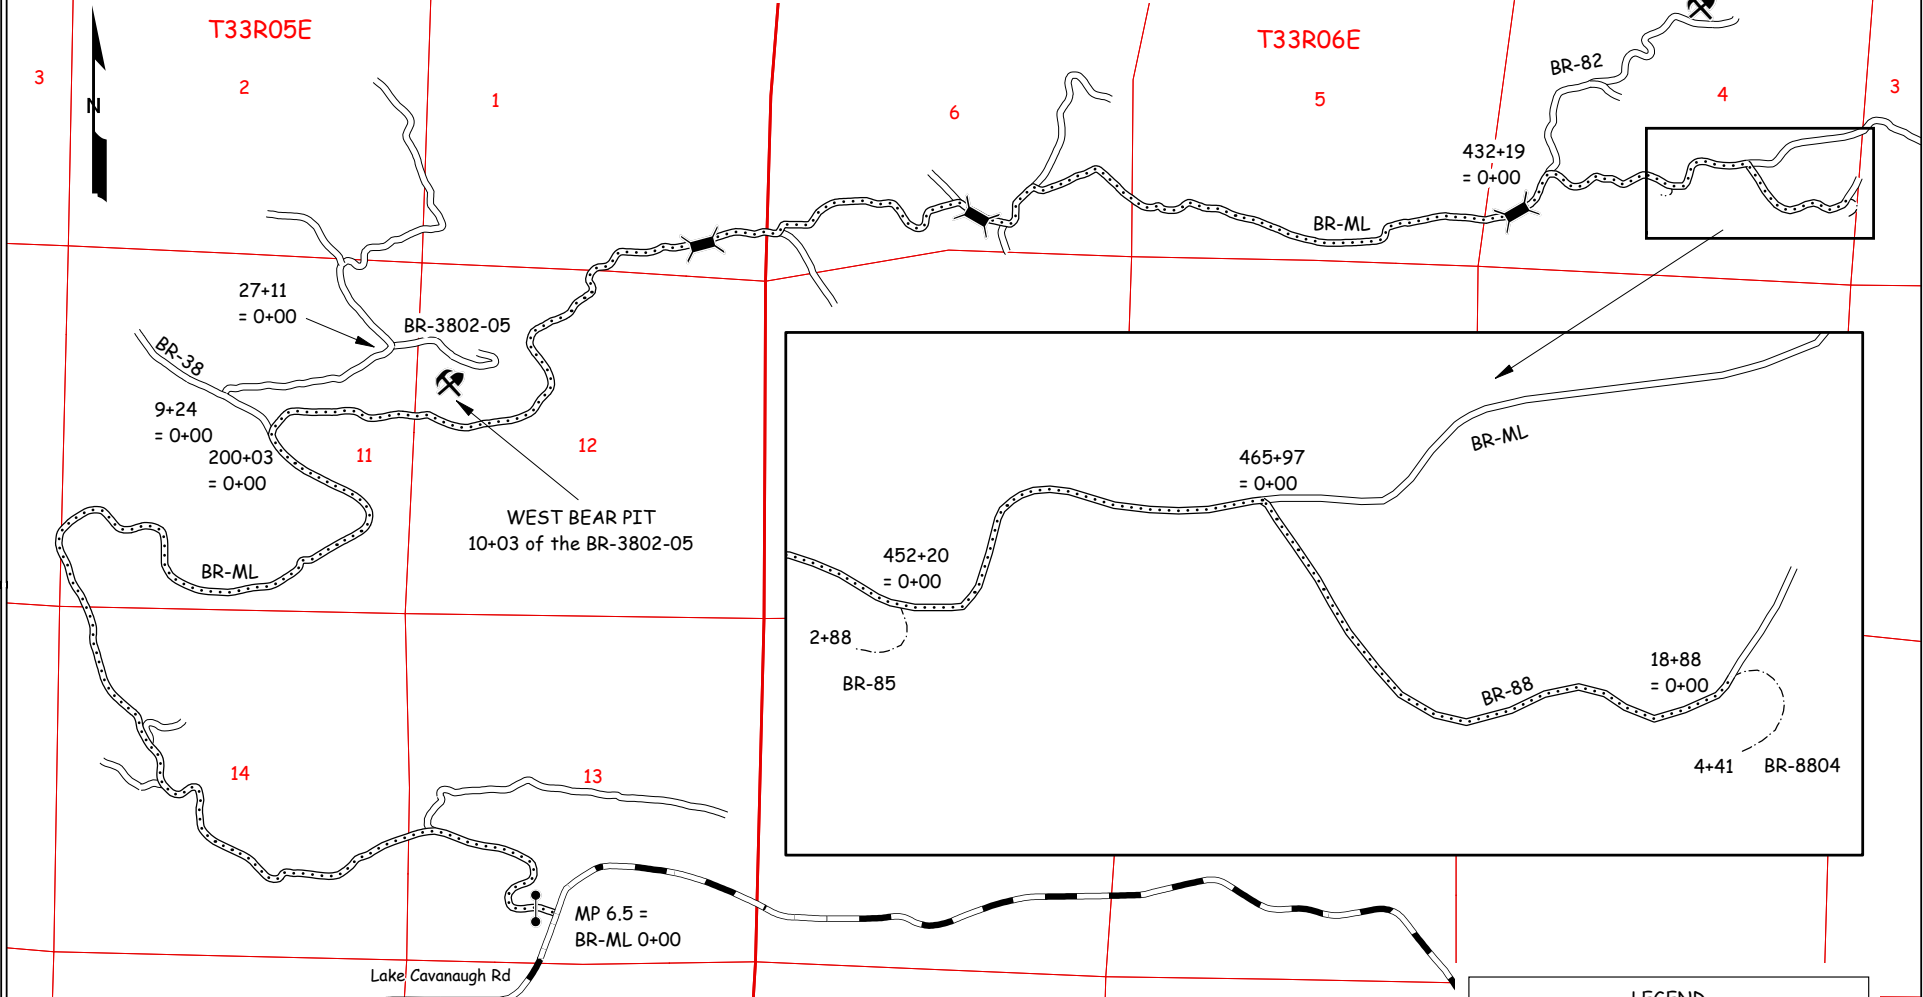 T33R05E
T33R06E
3
2
1
6
5
4
3
N
BR-82
432+19
= 0+00
BR-ML
27+11
= 0+00
BR-3802-05
BR-38
9+24
= 0+00
200+03
= 0+00
11
12
WEST BEAR PIT
10+03 of the BR-3802-05
BR-ML
465+97
= 0+00
BR-ML
452+20
= 0+00
2+88
BR-85
BR-88
18+88
= 0+00
4+41
BR-8804
14
13
MP 6.5 =
BR-ML 0+00
Lake Cavanaugh Rd
LEGEND